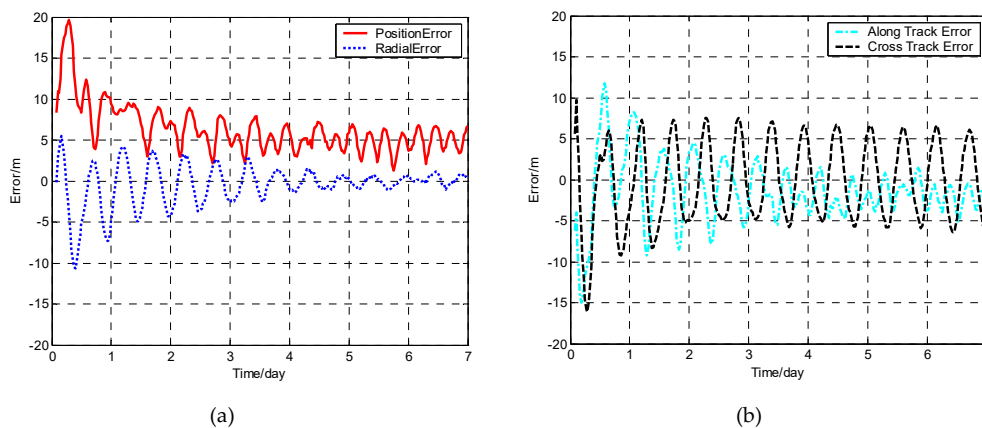 20
15
10
5
0
-5
-10
-15
-20
Error/m
PositionError
RadialError
0 1 2 3 4 5 6 7
Time/day
(a)
20
15
10
5
0
-5
-10
-15
-20
Error/m
Along Track Error
Cross Track Error
0 1 2 3 4 5 6
Time/day
(b)